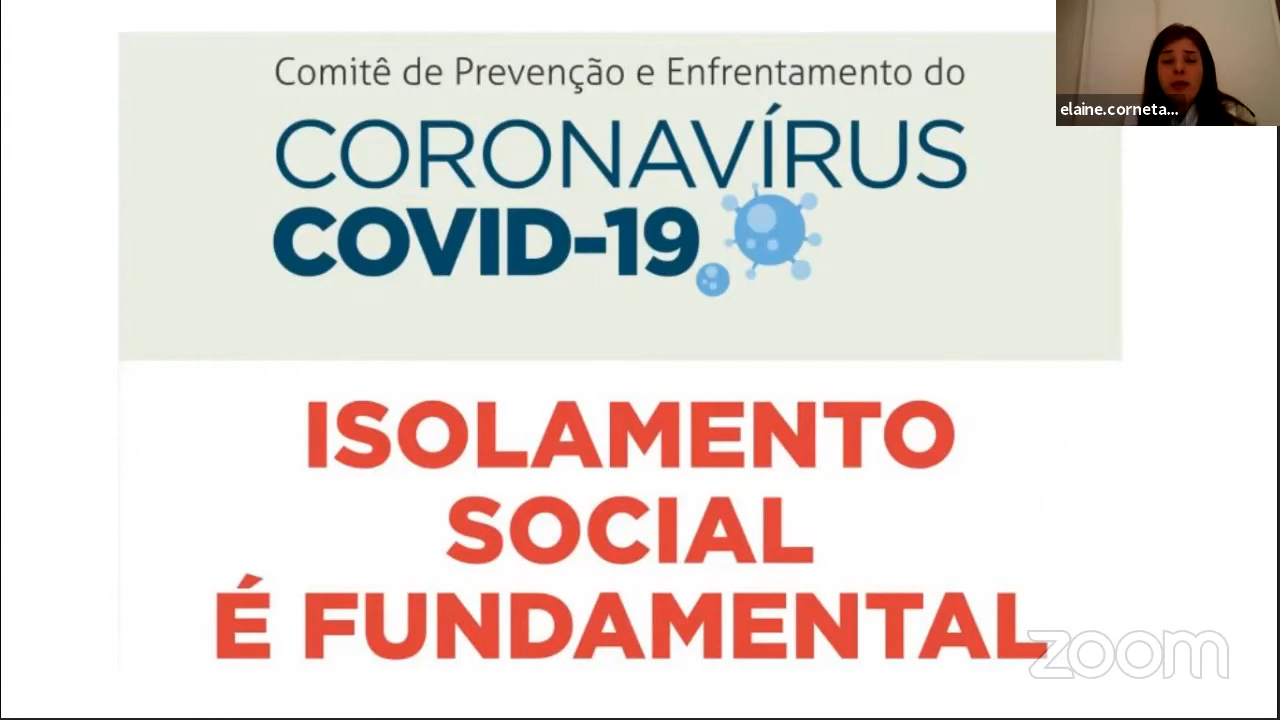 Comitê de Prevenção e Enfrentamento do
CORONAVÍRUS
COVID-19
elaine.corneta...
ISOLAMENTO
SOCIAL
É FUNDAMENTAL
zoom